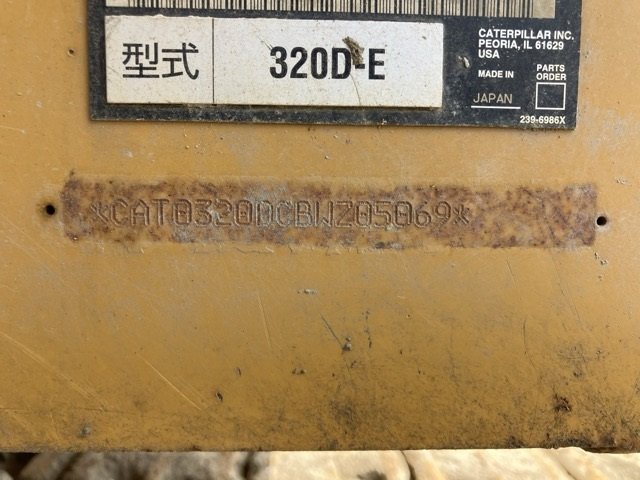 CATERPILLAR INC.
PEORIA, IL 61629
USA
型式 320D-E
MADE IN JAPAN
PARTS ORDER
239-6986X
*CAT0320DCBWZ05069*